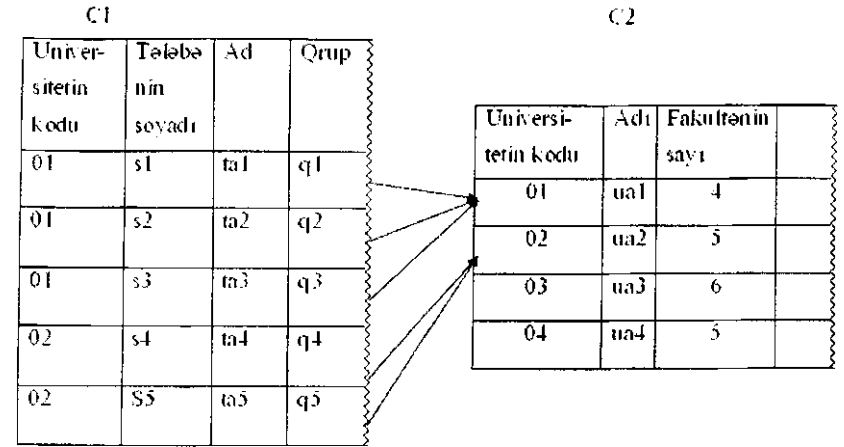 C1
C2
Univer-
sitetin
kodu
Tələbə
nin
soyadı
Ad
Qrup
01 s1 ta1 q1
01 s2 ta2 q2
01 s3 ta3 q3
02 s4 ta4 q4
02 S5 ta5 q5
Universi-
tetin kodu
Adı
Fakultənin
sayı
01 ua1 4
02 ua2 5
03 ua3 6
04 ua4 5